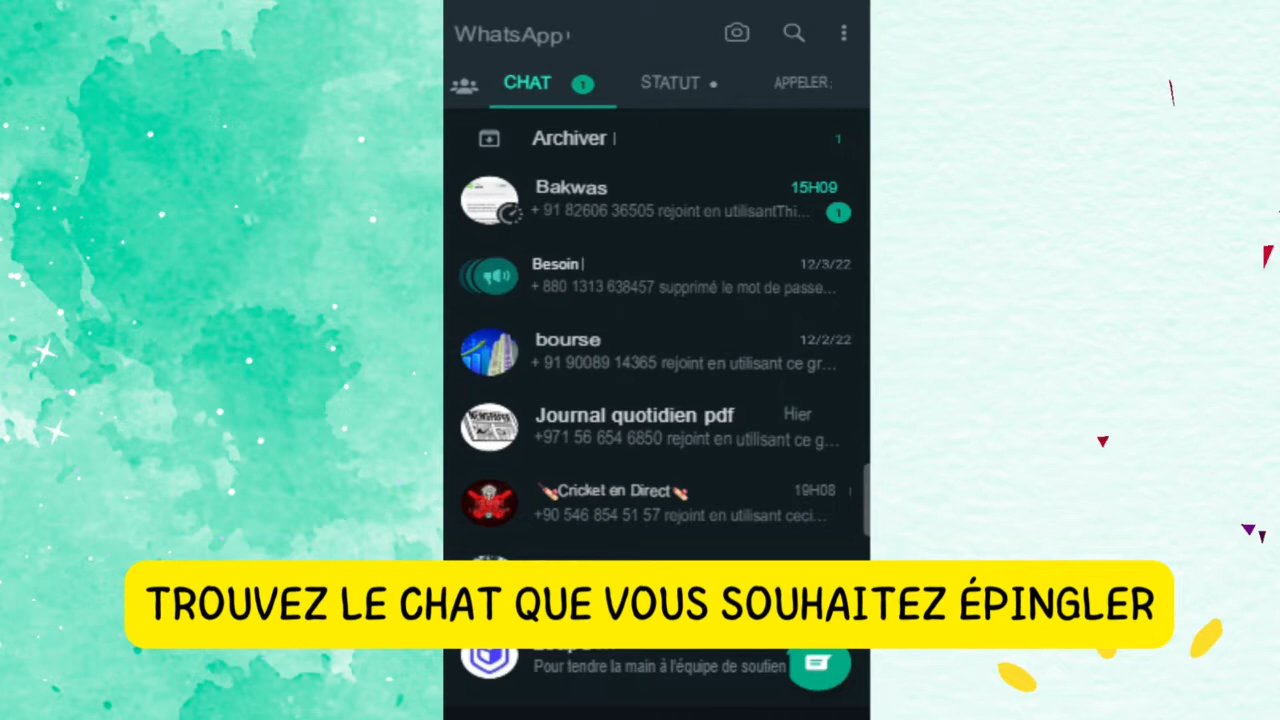 WhatsApp
CHAT 1
STATUT
APPELER
Archiver 1
Bakwas 15H09
+ 91 82606 36505 rejoint en utilisantThi... 1
Besoin 12/3/22
+ 880 1313 638457 supprimé le mot de passe...
bourse 12/2/22
+ 91 90089 14365 rejoint en utilisant ce gr...
Journal quotidien pdf Hier
+971 56 654 6850 rejoint en utilisant ce g...
Cricket en Direct 19H08
+90 546 854 51 57 rejoint en utilisant ceci...
TROUVEZ LE CHAT QUE VOUS SOUHAITEZ ÉPINGLER
Pour tendre la main à l'équipe de soutien